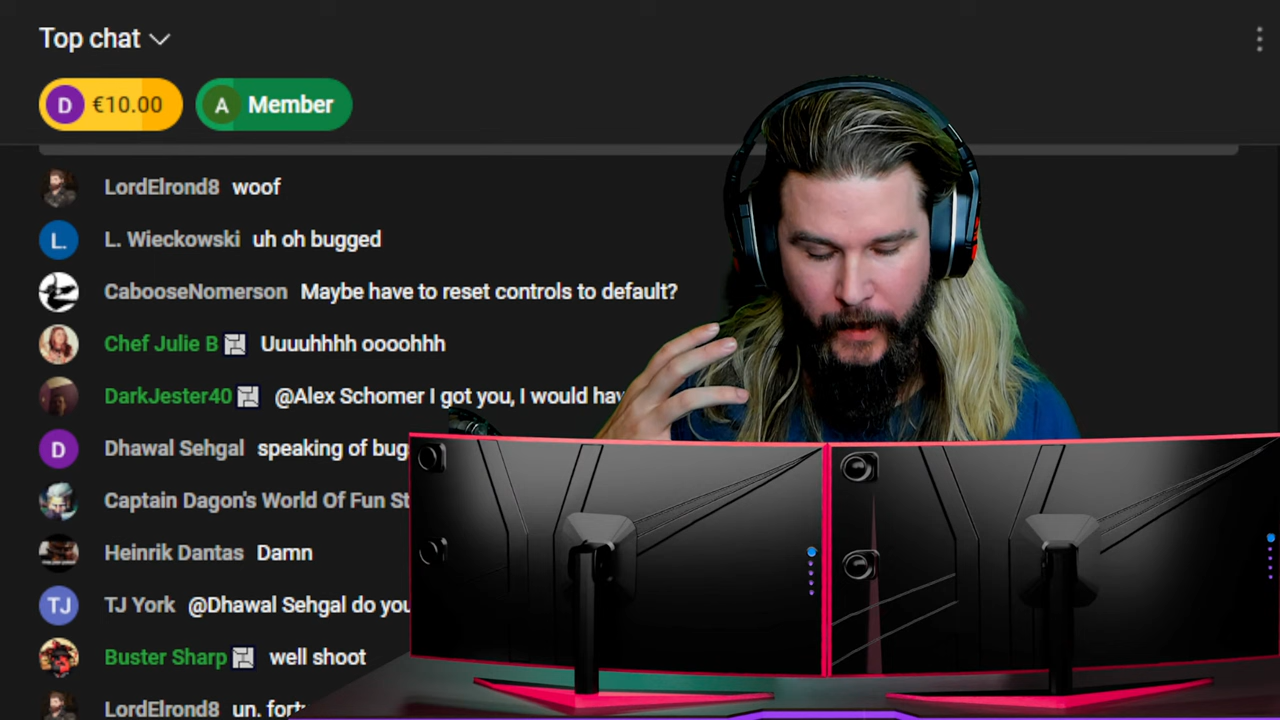 Top chat
D €10.00 A Member
LordElrond8 woof
L. L. Wieckowski uh oh bugged
CabooseNomerson Maybe have to reset controls to default?
Chef Julie B Uuuuhhhh oooohhh
DarkJester40 @Alex Schomer I got you, I would hav
D Dhawal Sehgal speaking of bug
Captain Dagon's World Of Fun St
Heinrik Dantas Damn
TJ TJ York @Dhawal Sehgal do you
Buster Sharp well shoot
LordElrond8 un. fort